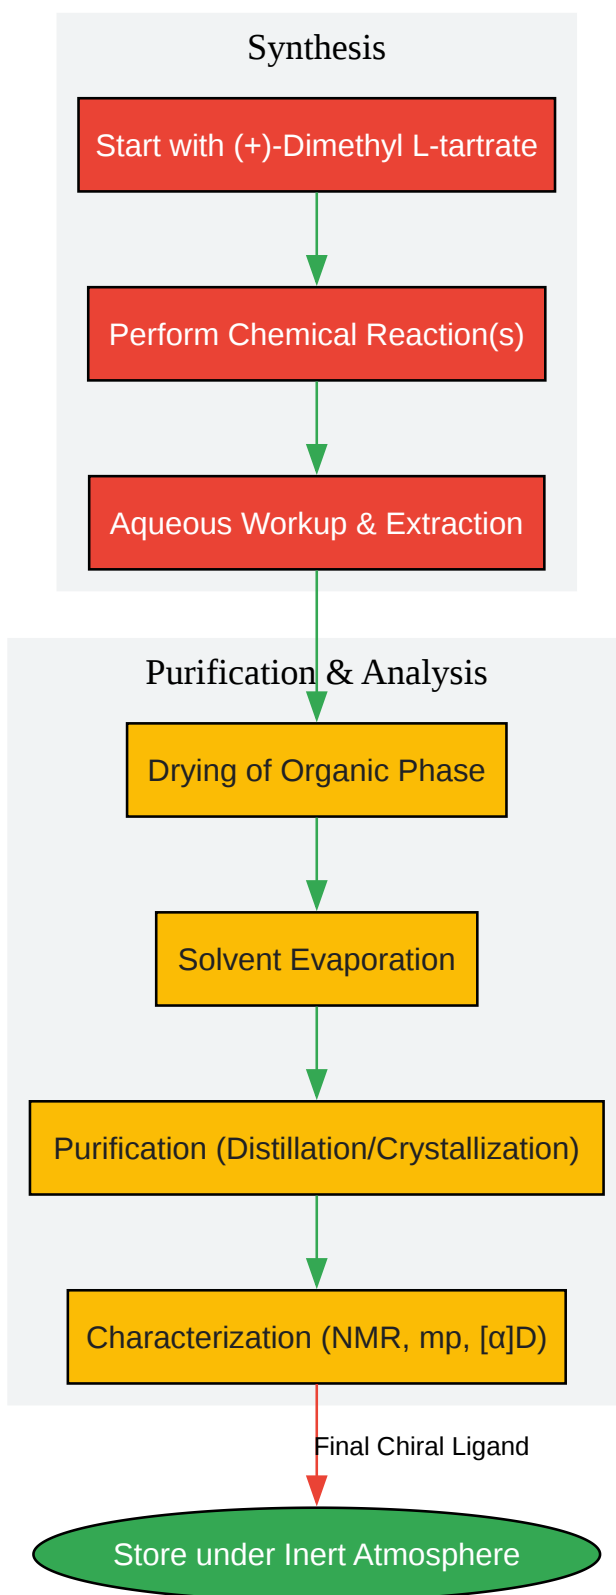 Synthesis
Start with (+)-Dimethyl L-tartrate
Perform Chemical Reaction(s)
Aqueous Workup & Extraction
Purification & Analysis
Drying of Organic Phase
Solvent Evaporation
Purification (Distillation/Crystallization)
Characterization (NMR, mp, [α]D)
Final Chiral Ligand
Store under Inert Atmosphere